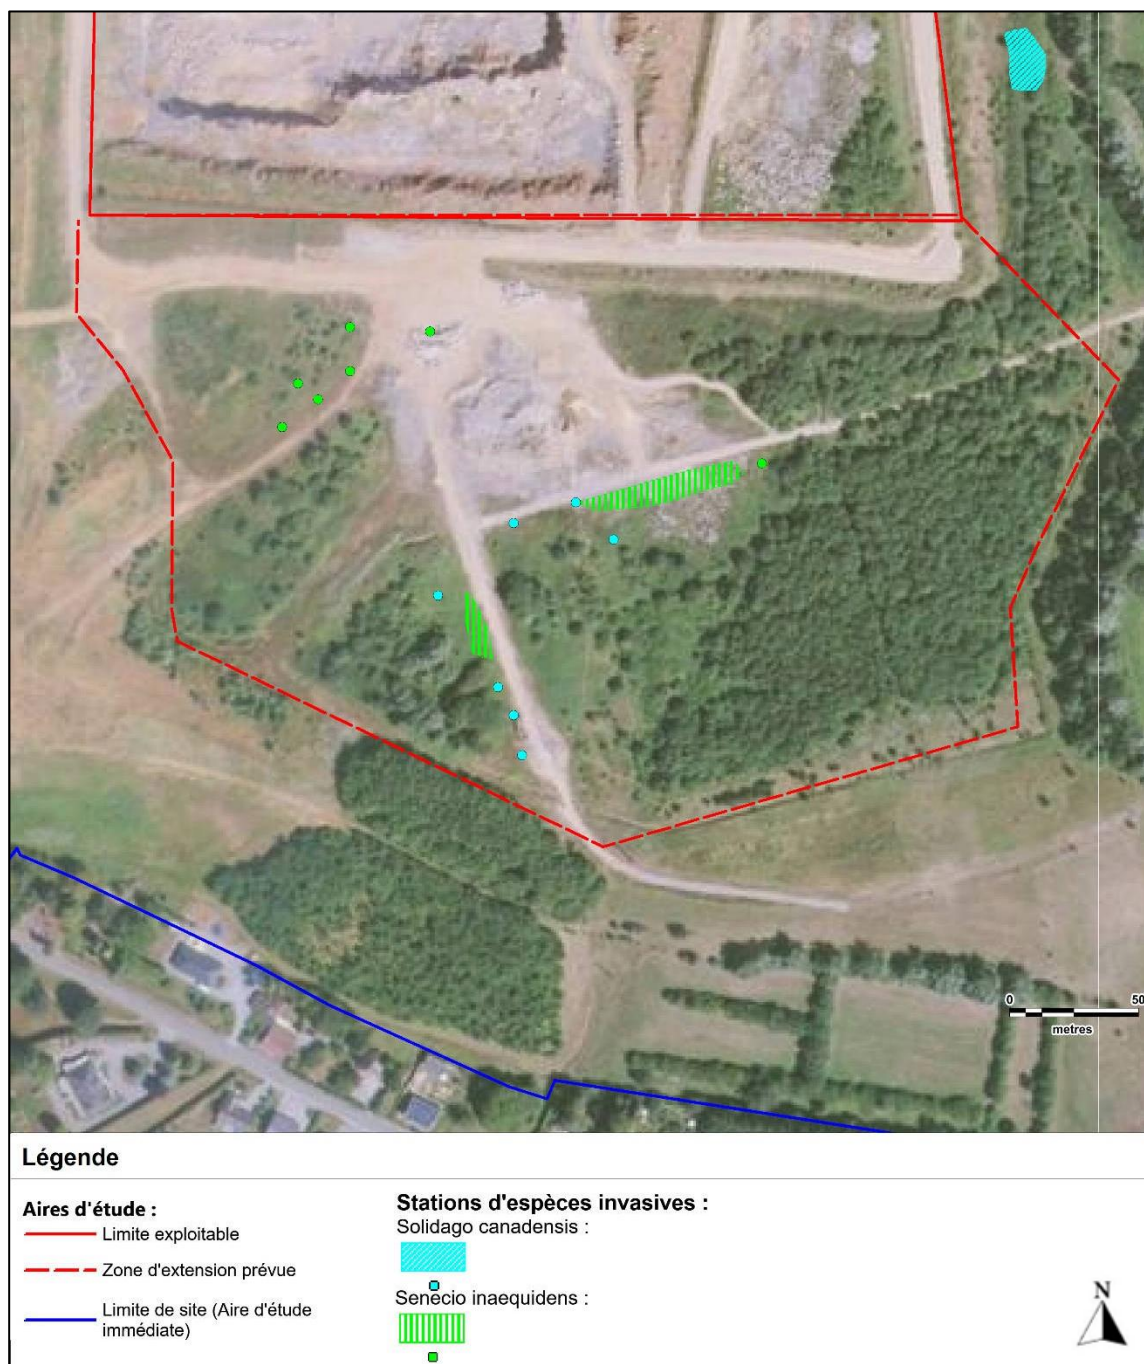 0 50
metres
Légende
Aires d'étude :
Limite exploitable
Zone d'extension prévue
Limite de site (Aire d'étude
immédiate)
Stations d'espèces invasives :
Solidago canadensis :
Senecio inaequidens :
N